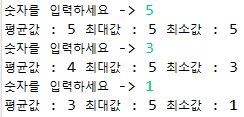 숫자를 입력하세요 -> 5
평균값 : 5 최대값 : 5 최소값 : 5
숫자를 입력하세요 -> 3
평균값 : 4 최대값 : 5 최소값 : 3
숫자를 입력하세요 -> 1
평균값 : 3 최대값 : 5 최소값 : 1